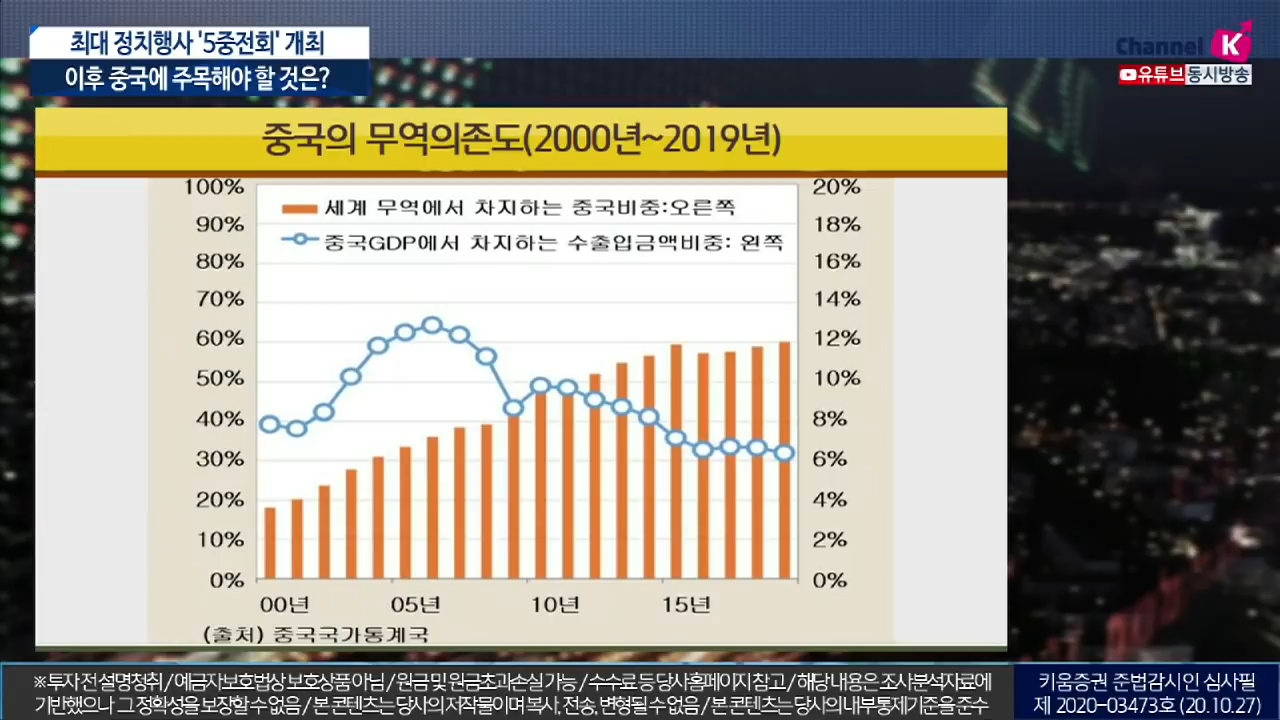 최대 정치행사 '5중전회' 개최
이후 중국에 주목해야 할 것은?
Channel K
유튜브동시방송
중국의 무역의존도(2000년~2019년)
100%
90%
80%
70%
60%
50%
40%
30%
20%
10%
0%
세계 무역에서 차지하는 중국비중:오른쪽
중국GDP에서 차지하는 수출입금액비중: 왼쪽
20%
18%
16%
14%
12%
10%
8%
6%
4%
2%
0%
00년 05년 10년 15년
(출처) 중국국가통계국
※투자 전 설명청취 / 예금자보호법상 보호상품 아님 / 원금 및 원금초과손실 가능 / 수수료 등 당사홈페이지 참고 / 해당 내용은 조사분석자료에
기반했으나 그 정확성을 보장할 수 없음 / 본 콘텐츠는 당사의 저작물이며 복사, 전송, 변형될 수 없음 / 본 콘텐츠는 당사의 내부통제기준을 준수
키움증권 준법감시인 심사필
제 2020-03473호 (20.10.27)